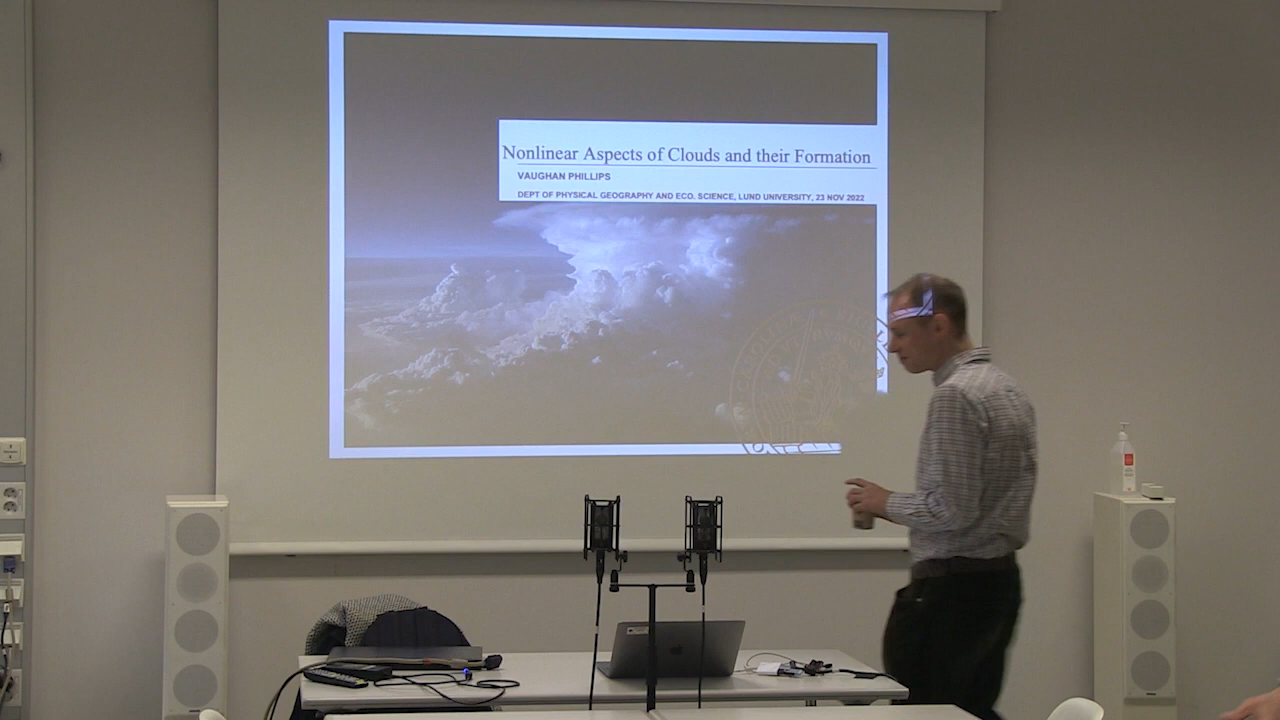 Nonlinear Aspects of Clouds and their Formation
VAUGHAN PHILLIPS
DEPT OF PHYSICAL GEOGRAPHY AND ECO. SCIENCE, LUND UNIVERSITY, 23 NOV 2022